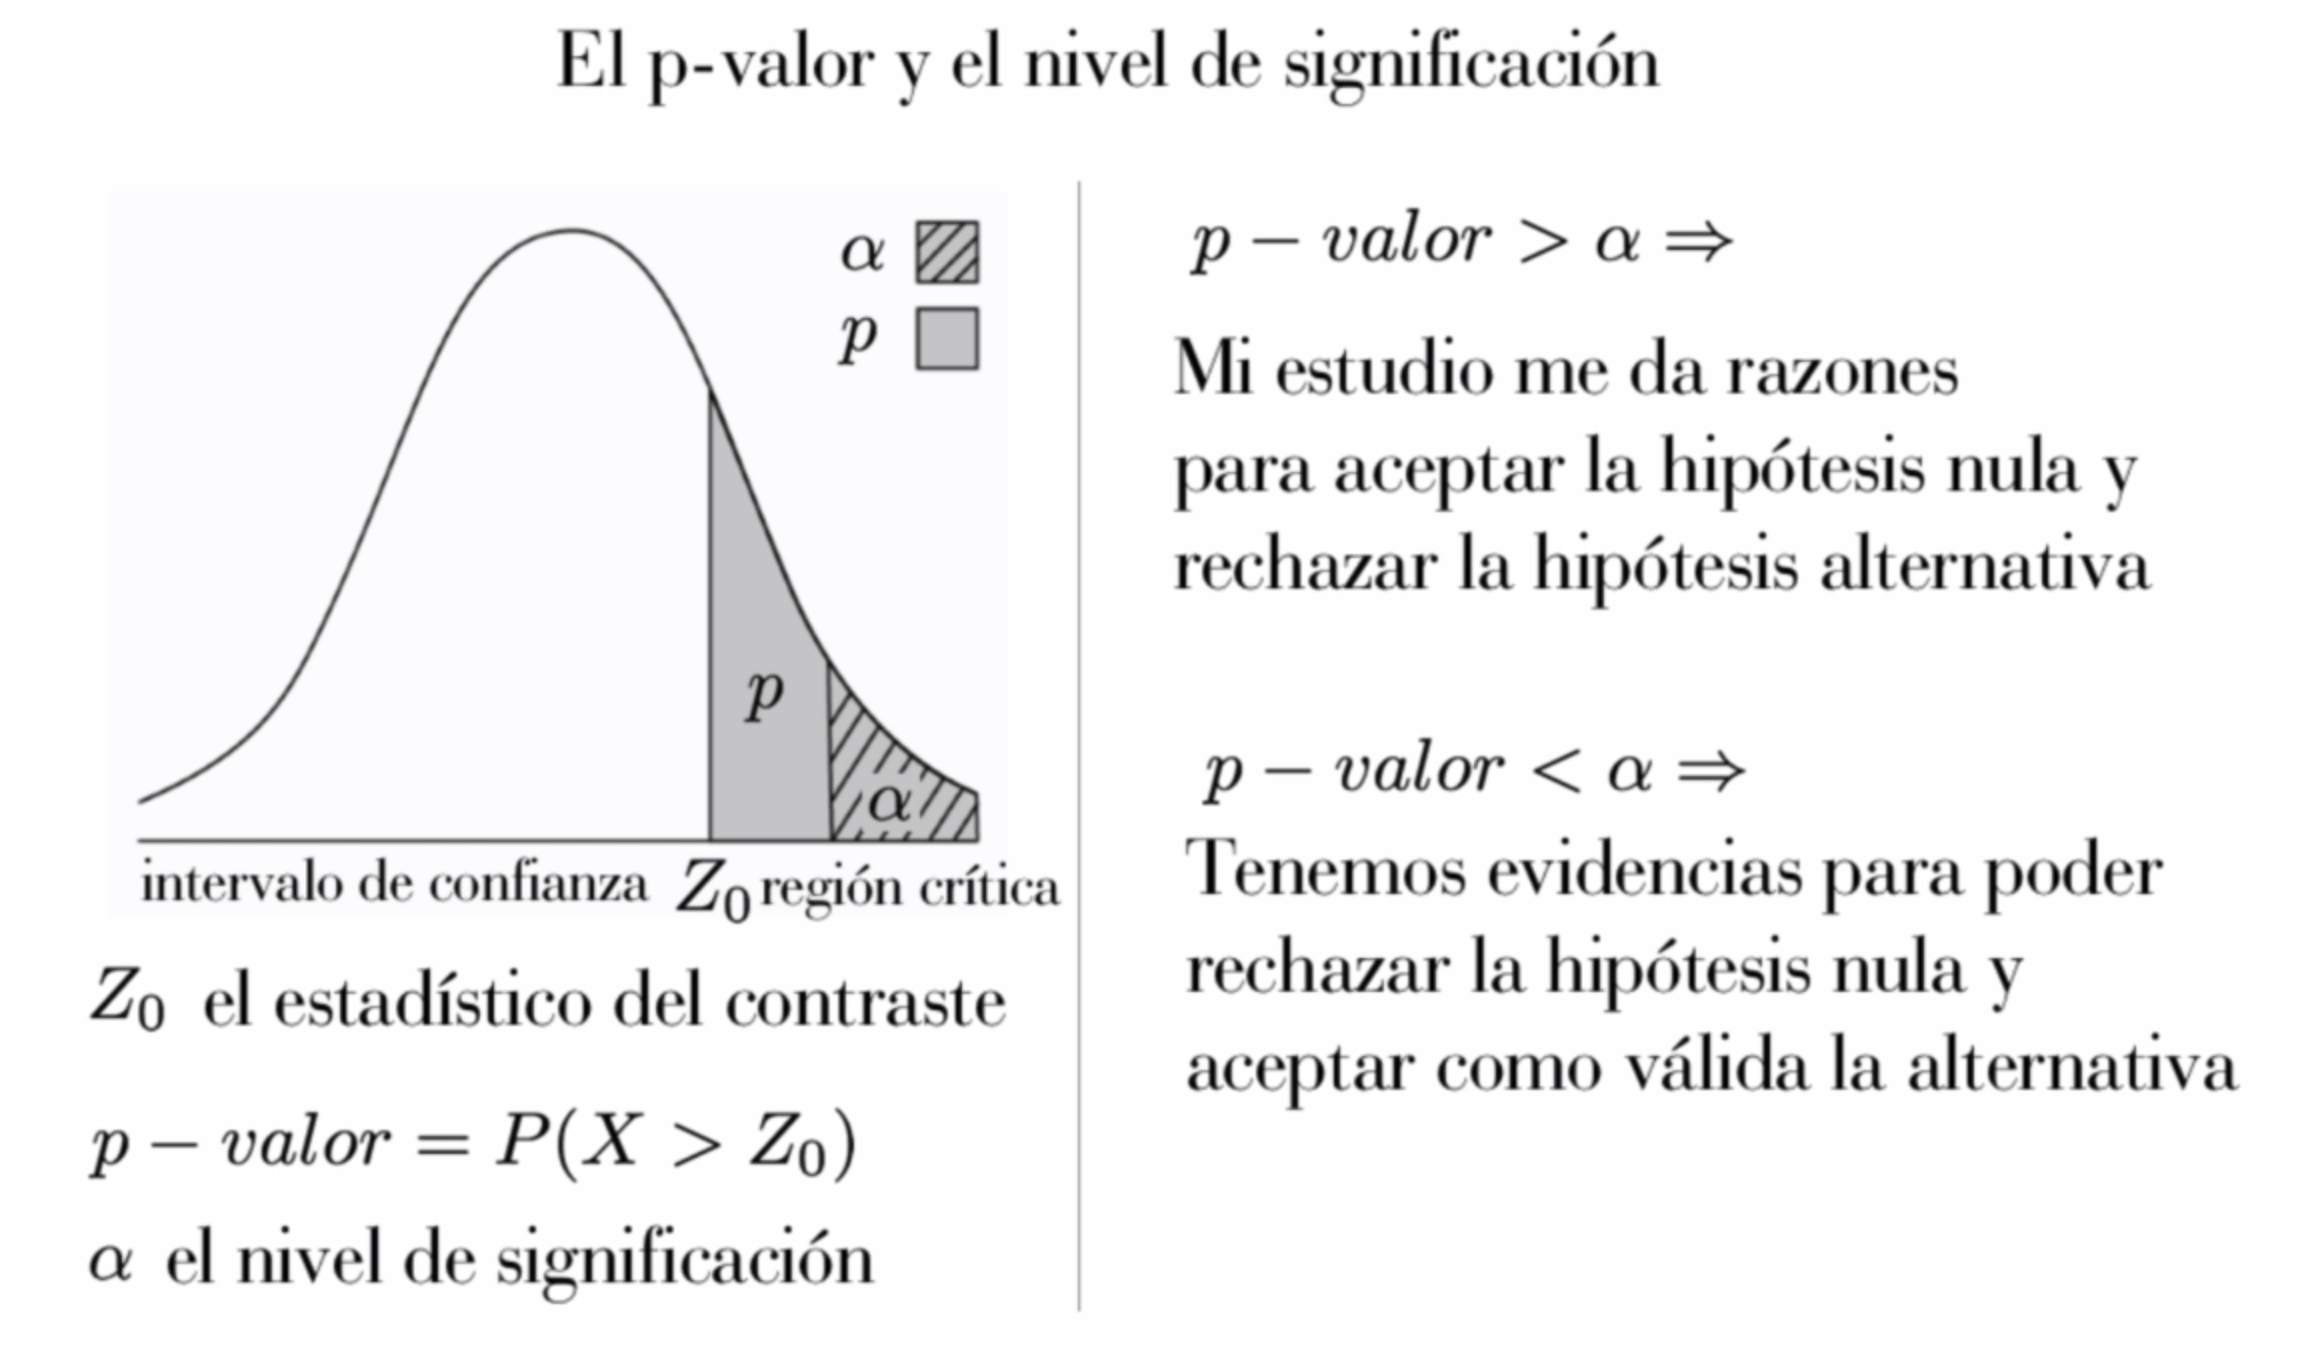 El p-valor y el nivel de significación
α
p
p
α
intervalo de confianza Z₀ región crítica
Z₀ el estadístico del contraste
p − valor = P(X > Z₀)
α el nivel de significación
p − valor > α ⇒
Mi estudio me da razones
para aceptar la hipótesis nula y
rechazar la hipótesis alternativa
p − valor < α ⇒
Tenemos evidencias para poder
rechazar la hipótesis nula y
aceptar como válida la alternativa